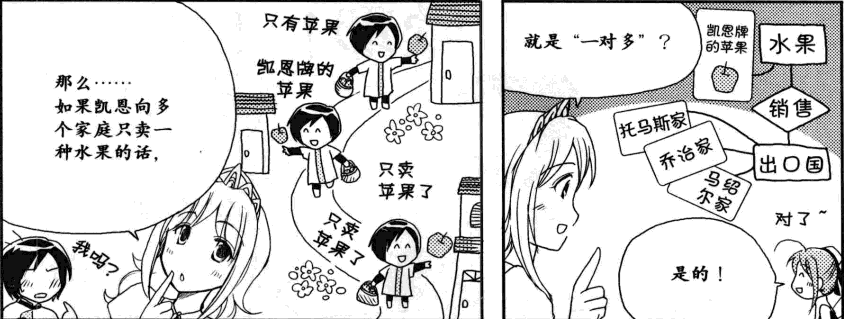 那么……
如果凯恩向多
个家庭只卖一
种水果的话，
我吗？
只有苹果
凯恩牌的
苹果
只卖
苹果了
只卖
苹果了
就是“一对多”？
凯恩牌
的苹果
水果
销售
出口国
托马斯家
乔治家
马绍
尔家
对了~
是的！